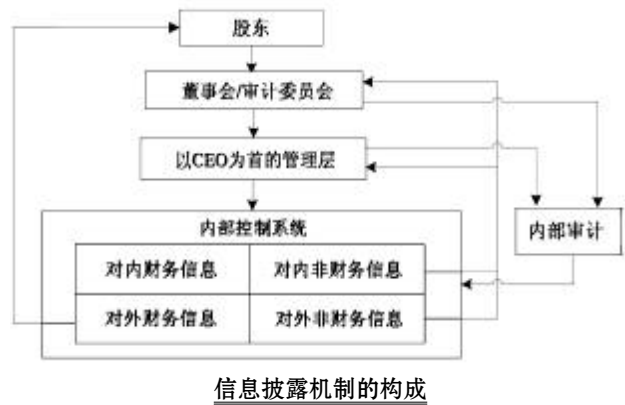 股东
董事会/审计委员会
以CEO为首的管理层
内部控制系统
内部审计
对内财务信息
对内非财务信息
对外财务信息
对外非财务信息
信息披露机制的构成